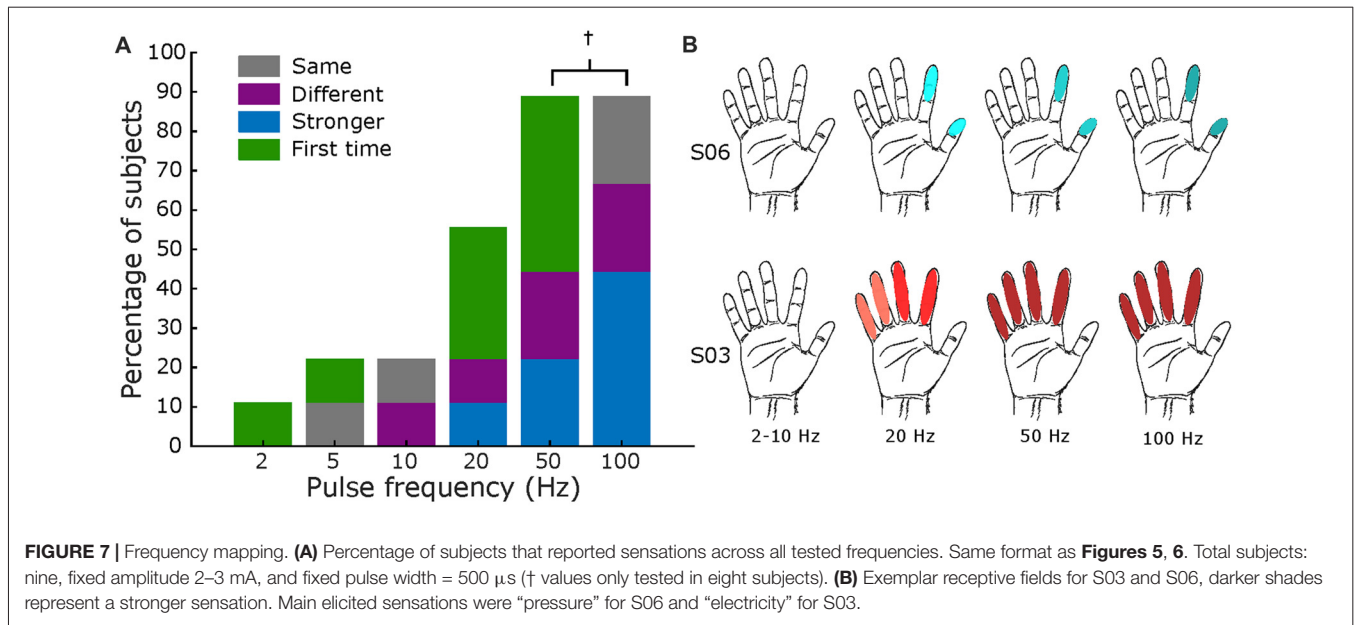 A
†
B
100
90
80
70
60
50
40
30
20
10
0
Percentage of subjects
Same
Different
Stronger
First time
2 5 10 20 50 100
Pulse frequency (Hz)
S06
S03
2-10 Hz 20 Hz 50 Hz 100 Hz
FIGURE 7 | Frequency mapping. (A) Percentage of subjects that reported sensations across all tested frequencies. Same format as Figures 5, 6. Total subjects:
nine, fixed amplitude 2–3 mA, and fixed pulse width = 500 μs († values only tested in eight subjects). (B) Exemplar receptive fields for S03 and S06, darker shades
represent a stronger sensation. Main elicited sensations were “pressure” for S06 and “electricity” for S03.